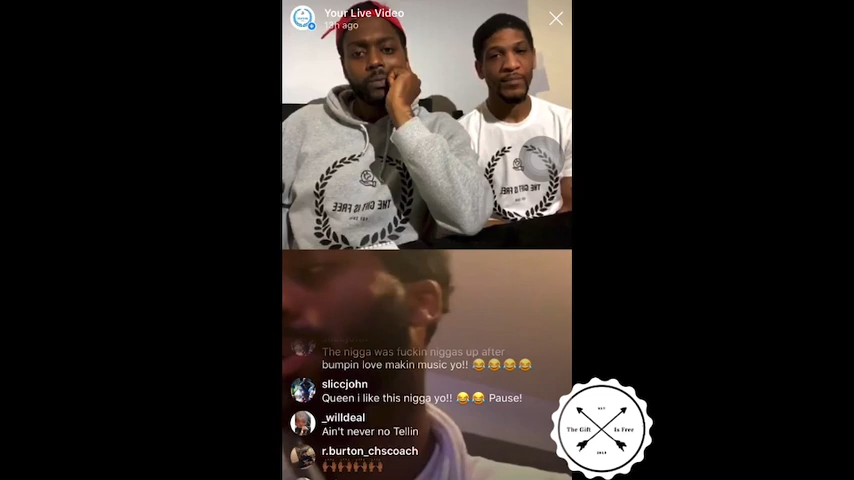 Your Live Video
13h ago
THE GIFT IS FREE
THE GIFT IS FREE
The nigga was fuckin niggas up after
bumpin love makin music yo!! 😂😂😂😂
sliccjohn
Queen i like this nigga yo!! 😂😂 Pause!
_willdeal
Ain't never no Tellin
r.burton_chscoach
🙌🏾🙌🏾🙌🏾🙌🏾
EST
The Gift Is Free
2018